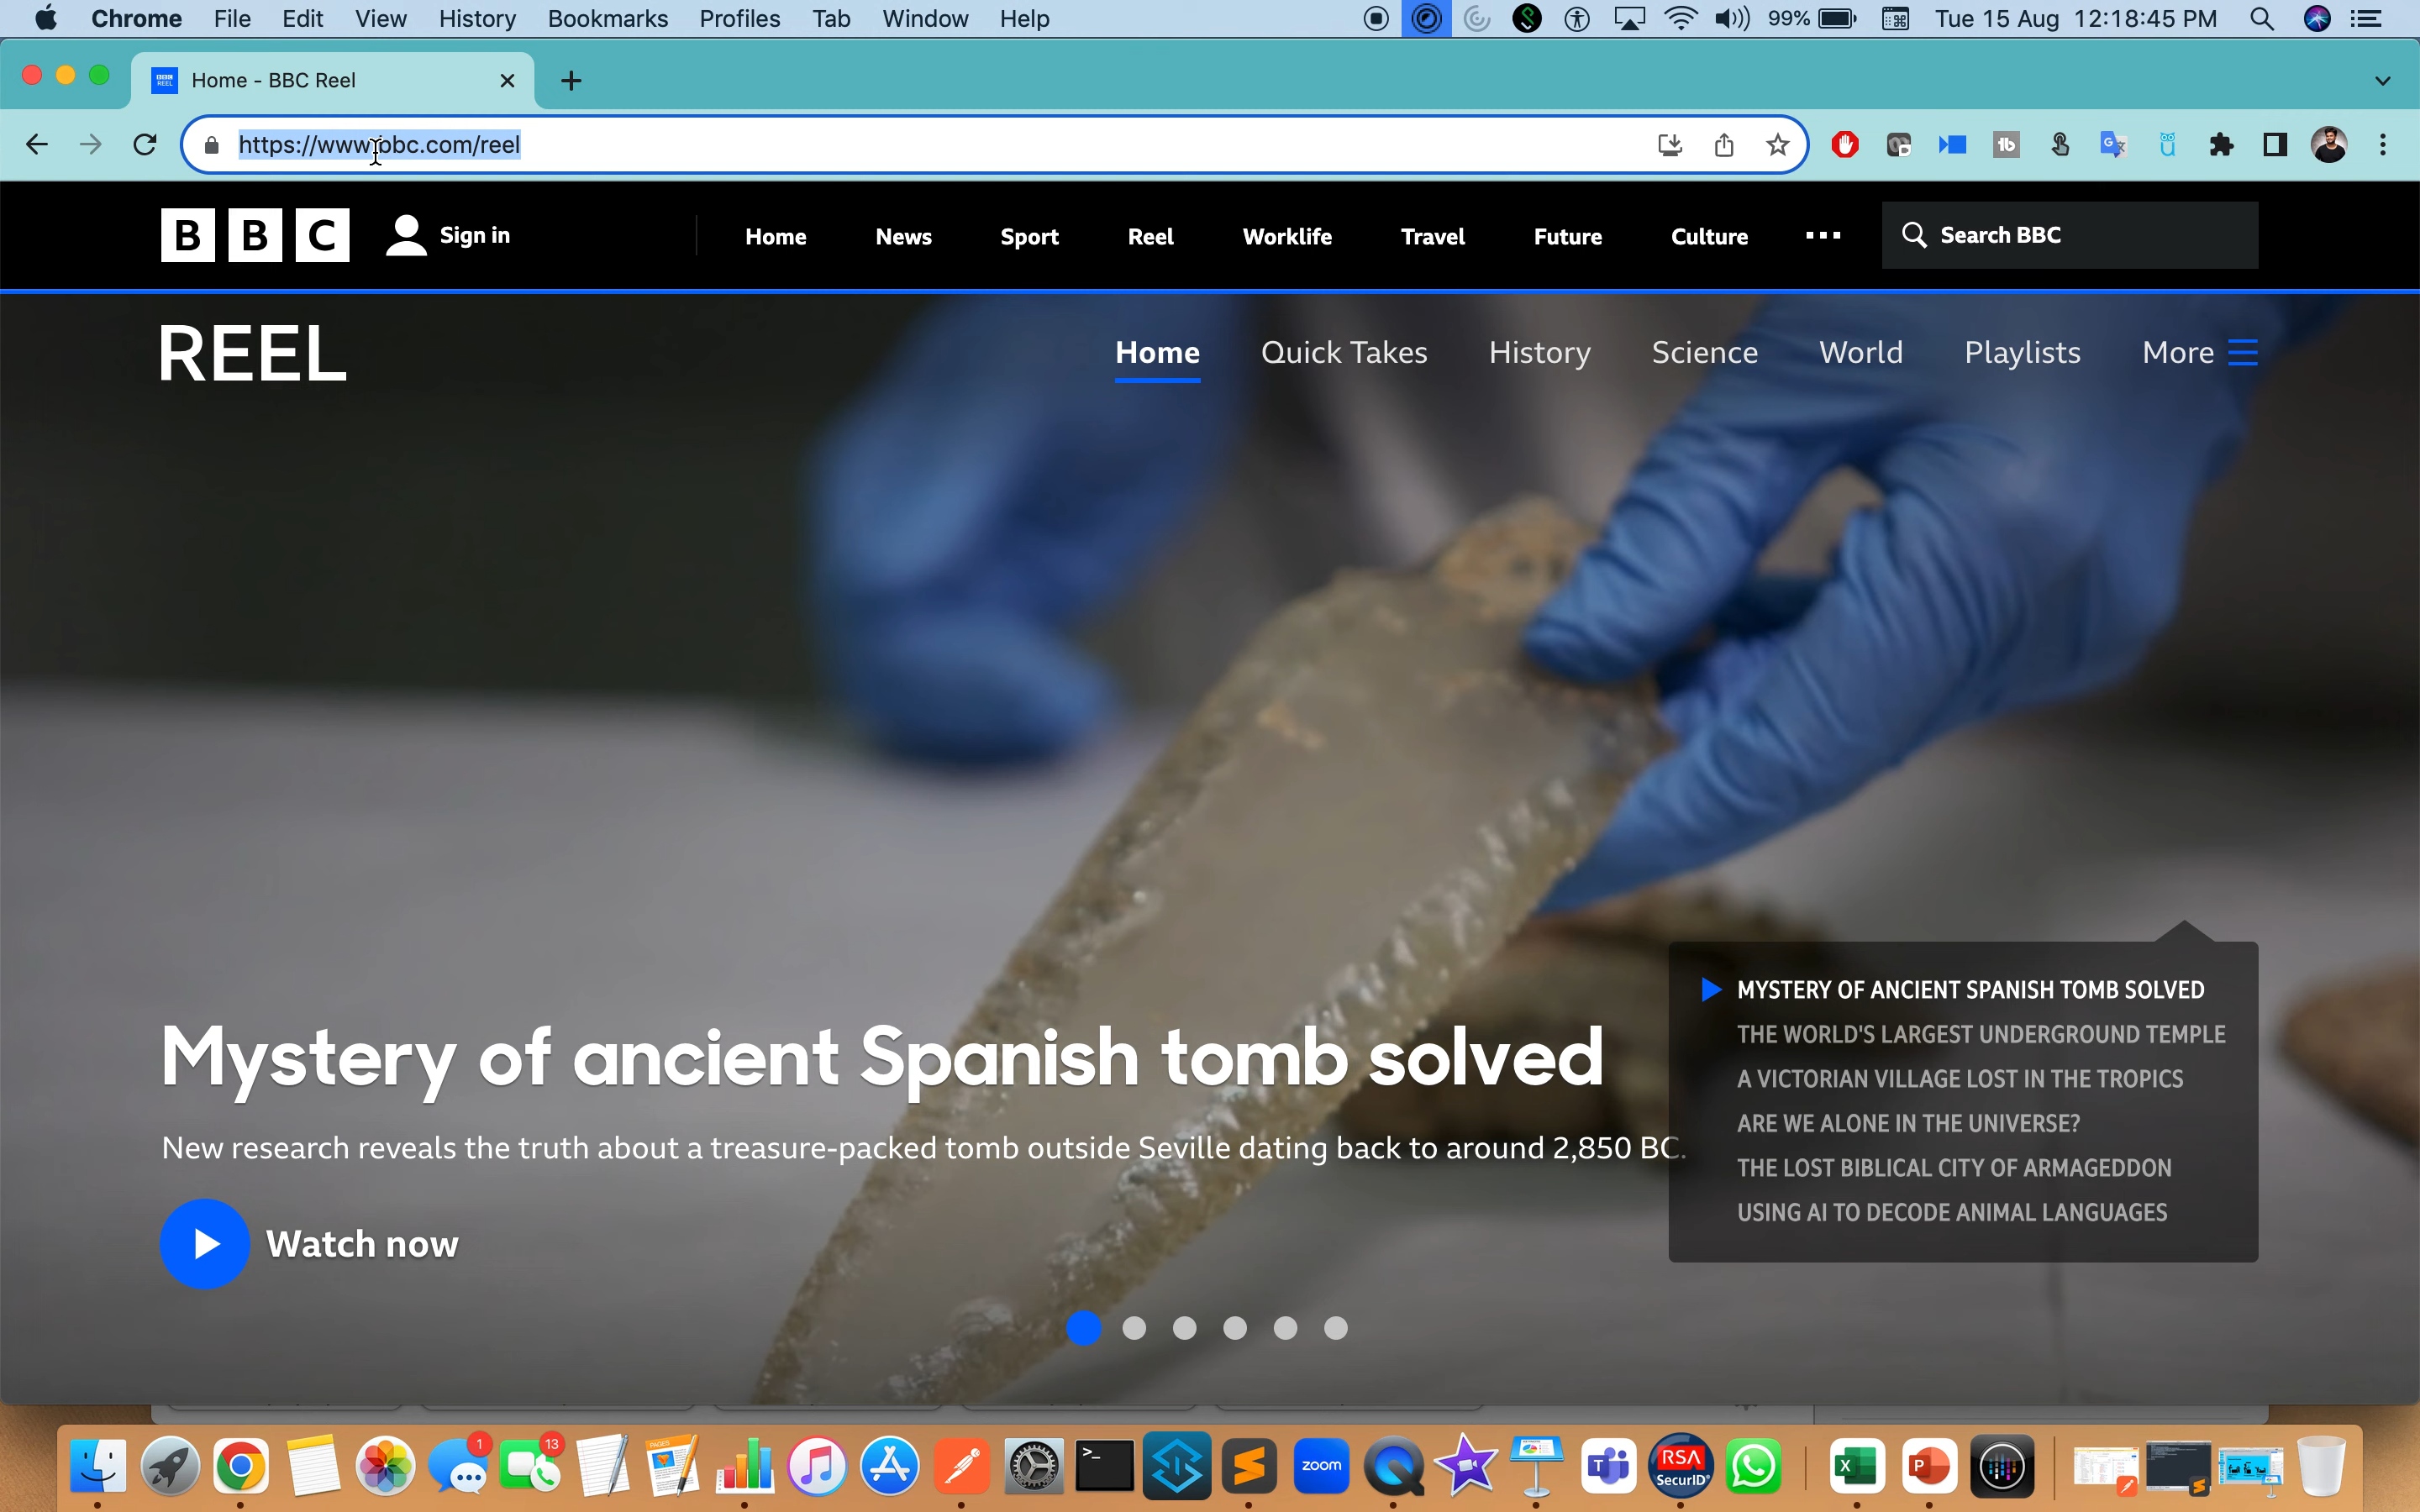 Chrome File Edit View History Bookmarks Profiles Tab Window Help 99% Tue 15 Aug 12:18:45 PM
Home - BBC Reel
https://www.bbc.com/reel
BBC Sign in Home News Sport Reel Worklife Travel Future Culture Search BBC
REEL Home Quick Takes History Science World Playlists More
MYSTERY OF ANCIENT SPANISH TOMB SOLVED
THE WORLD'S LARGEST UNDERGROUND TEMPLE
A VICTORIAN VILLAGE LOST IN THE TROPICS
ARE WE ALONE IN THE UNIVERSE?
THE LOST BIBLICAL CITY OF ARMAGEDDON
USING AI TO DECODE ANIMAL LANGUAGES
Mystery of ancient Spanish tomb solved
New research reveals the truth about a treasure-packed tomb outside Seville dating back to around 2,850 BC.
Watch now
1 13 PAGES zoom RSA SecurID